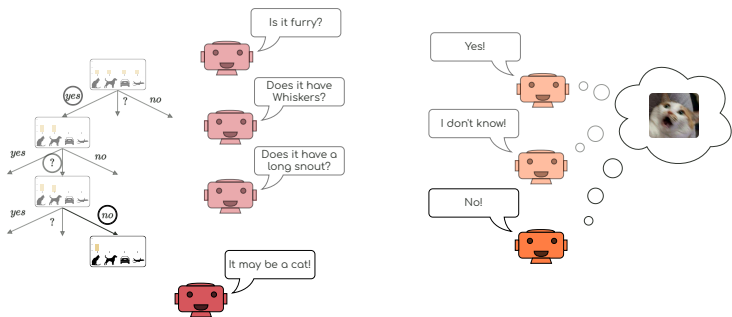 Is it furry?
Yes!
yes
?
no
Does it have
Whiskers?
I don't know!
yes
?
no
Does it have a
long snout?
yes
?
no
No!
It may be a cat!